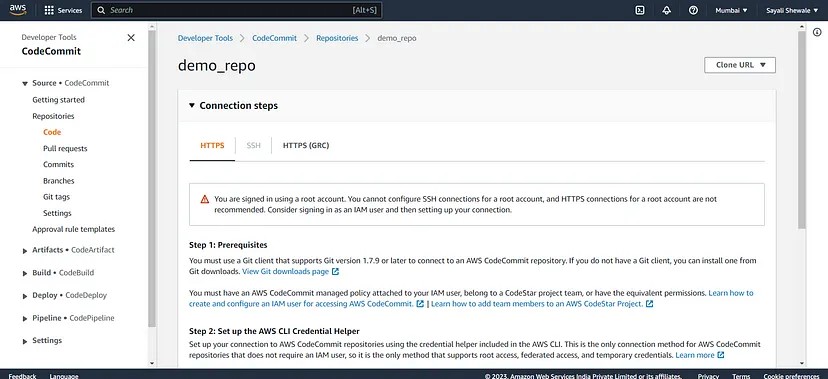 aws
Services
Search
[Alt+S]
Mumbai
Sayali Shewale
Developer Tools
CodeCommit
Source • CodeCommit
Getting started
Repositories
Code
Pull requests
Commits
Branches
Git tags
Settings
Approval rule templates
Artifacts • CodeArtifact
Build • CodeBuild
Deploy • CodeDeploy
Pipeline • CodePipeline
Settings
Developer Tools
CodeCommit
Repositories
demo_repo
demo_repo
Clone URL
Connection steps
HTTPS
SSH
HTTPS (GRC)
You are signed in using a root account. You cannot configure SSH connections for a root account, and HTTPS connections for a root account are not
recommended. Consider signing in as an IAM user and then setting up your connection.
Step 1: Prerequisites
You must use a Git client that supports Git version 1.7.9 or later to connect to an AWS CodeCommit repository. If you do not have a Git client, you can install one from
Git downloads. View Git downloads page
You must have an AWS CodeCommit managed policy attached to your IAM user, belong to a CodeStar project team, or have the equivalent permissions. Learn how to
create and configure an IAM user for accessing AWS CodeCommit. | Learn how to add team members to an AWS CodeStar Project.
Step 2: Set up the AWS CLI Credential Helper
Set up your connection to AWS CodeCommit repositories using the credential helper included in the AWS CLI. This is the only connection method for AWS CodeCommit
repositories that does not require an IAM user, so it is the only method that supports root access, federated access, and temporary credentials. Learn more
Feedback
Language
© 2023, Amazon Web Services India Private Limited or its affiliates.
Privacy
Terms
Cookie preferences